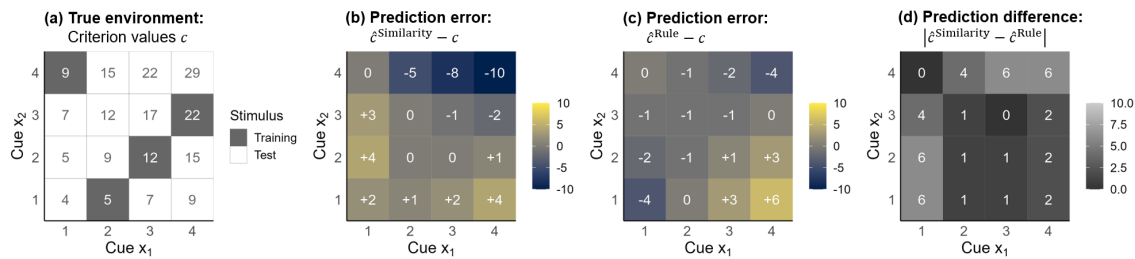 (a) True environment:
Criterion values c
4 9 15 22 29
3 7 12 17 22
2 5 9 12 15
1 4 5 7 9
1 2 3 4
Cue x₁
Cue x₂
Stimulus
Training
Test
(b) Prediction error:
ĉ^Similarity − c
4 0 -5 -8 -10
3 +3 0 -1 -2
2 +4 0 0 +1
1 +2 +1 +2 +4
1 2 3 4
Cue x₁
Cue x₂
10
5
0
-5
-10
(c) Prediction error:
ĉ^Rule − c
4 0 -1 -2 -4
3 -1 -1 -1 0
2 -2 -1 +1 +3
1 -4 0 +3 +6
1 2 3 4
Cue x₁
Cue x₂
10
5
0
-5
-10
(d) Prediction difference:
|ĉ^Similarity − ĉ^Rule|
4 0 4 6 6
3 4 1 0 2
2 6 1 1 2
1 6 1 1 2
1 2 3 4
Cue x₁
Cue x₂
10.0
7.5
5.0
2.5
0.0